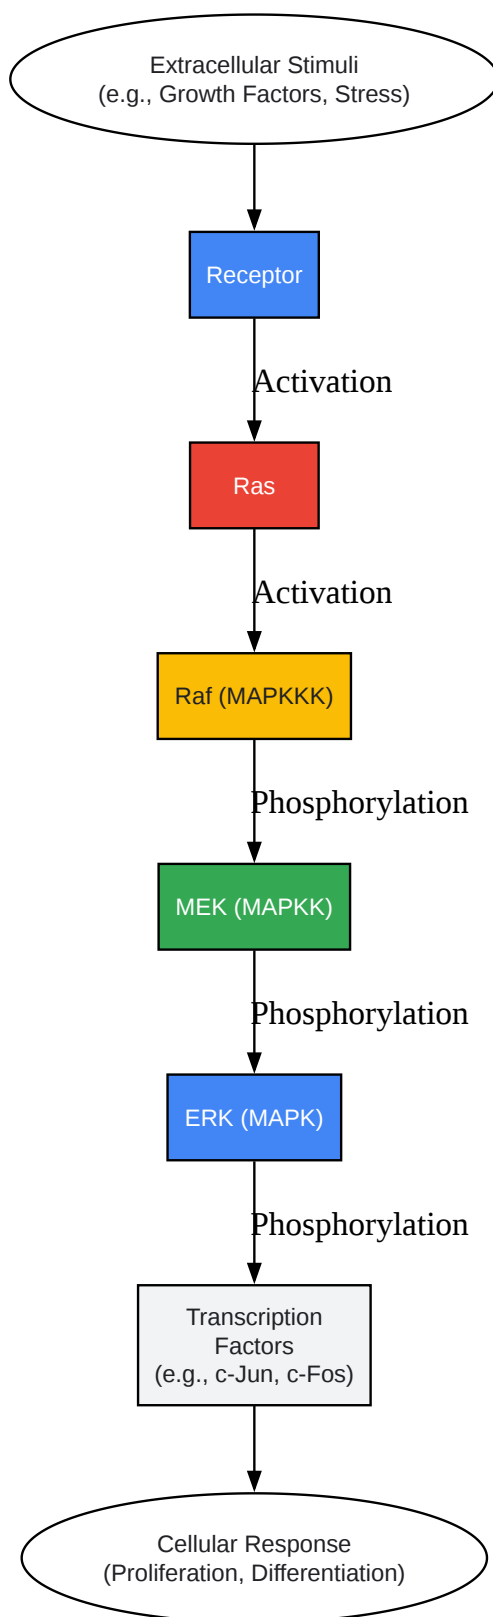 Extracellular Stimuli
(e.g., Growth Factors, Stress)
Receptor
Activation
Ras
Activation
Raf (MAPKKK)
Phosphorylation
MEK (MAPKK)
Phosphorylation
ERK (MAPK)
Phosphorylation
Transcription
Factors
(e.g., c-Jun, c-Fos)
Cellular Response
(Proliferation, Differentiation)